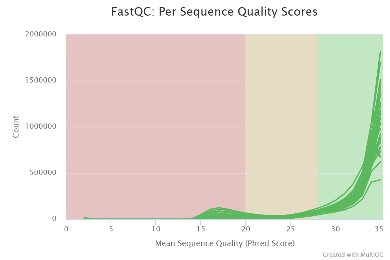 FastQC: Per Sequence Quality Scores
2000000
1500000
1000000
500000
0
Count
0 5 10 15 20 25 30 35
Mean Sequence Quality (Phred Score)
Created with MultiQC